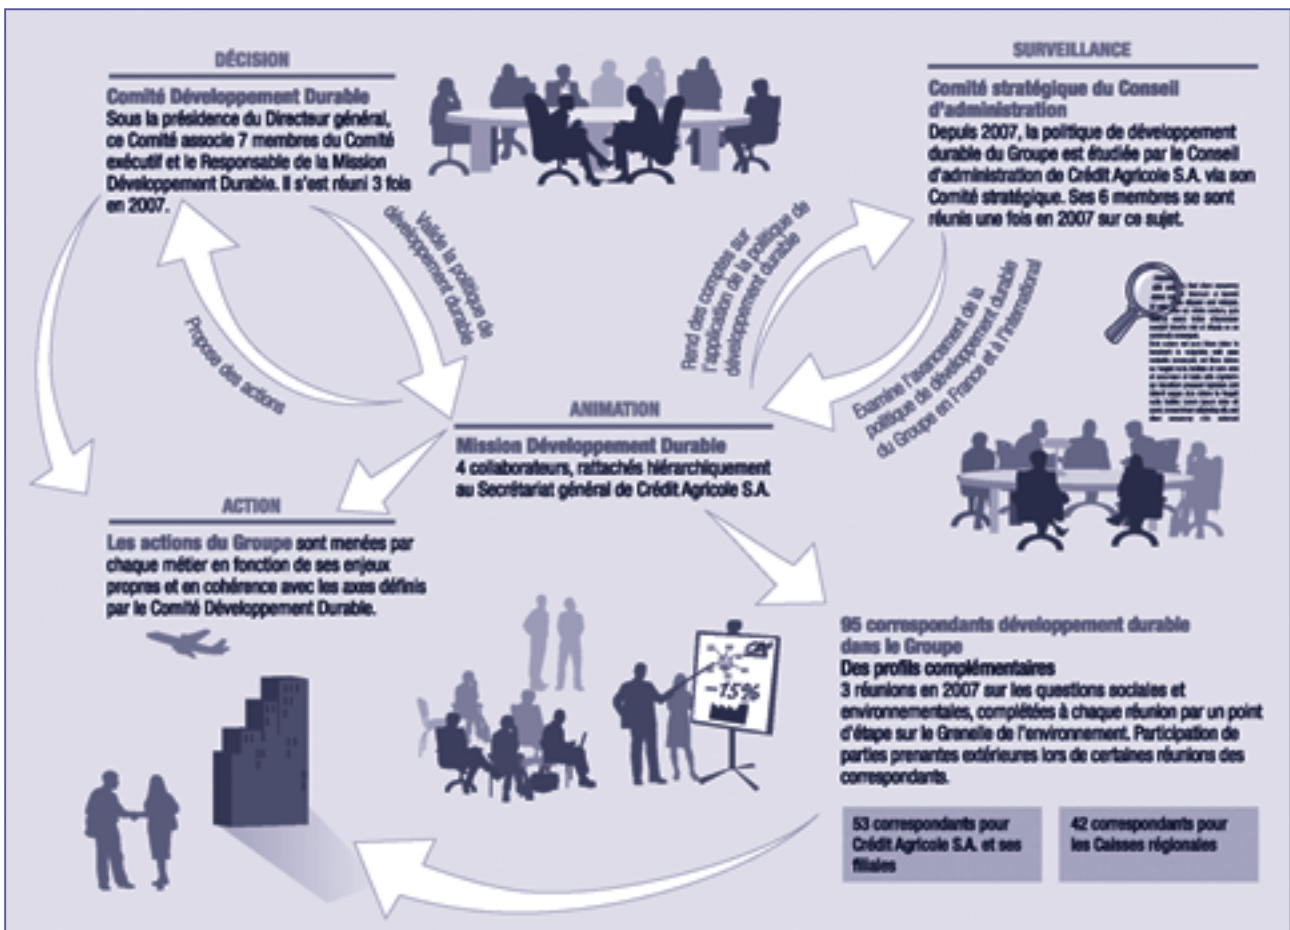 DÉCISION
Comité Développement Durable
Sous la présidence du Directeur général,
ce Comité associe 7 membres du Comité
exécutif et le Responsable de la Mission
Développement Durable. Il s'est réuni 3 fois
en 2007.
SURVEILLANCE
Comité stratégique du Conseil
d'administration
Depuis 2007, la politique de développement
durable du Groupe est étudiée par le Conseil
d'administration de Crédit Agricole S.A. via son
Comité stratégique. Ses 6 membres se sont
réunis une fois en 2007 sur ce sujet.
Valide la politique de
développement durable
Propose des actions
Rend des comptes sur
l'application de la politique de
développement durable
Examine l'avancement de la
politique de développement durable
du Groupe en France et à l'international
ANIMATION
Mission Développement Durable
4 collaborateurs, rattachés hiérarchiquement
au Secrétariat général de Crédit Agricole S.A.
ACTION
Les actions du Groupe sont menées par
chaque métier en fonction de ses enjeux
propres et en cohérence avec les axes définis
par le Comité Développement Durable.
-15%
95 correspondants développement durable
dans le Groupe
Des profils complémentaires
3 réunions en 2007 sur les questions sociales et
environnementales, complétées à chaque réunion par un point
d'étape sur le Grenelle de l'environnement. Participation de
parties prenantes extérieures lors de certaines réunions des
correspondants.
53 correspondants pour
Crédit Agricole S.A. et ses
filiales
42 correspondants pour
les Caisses régionales